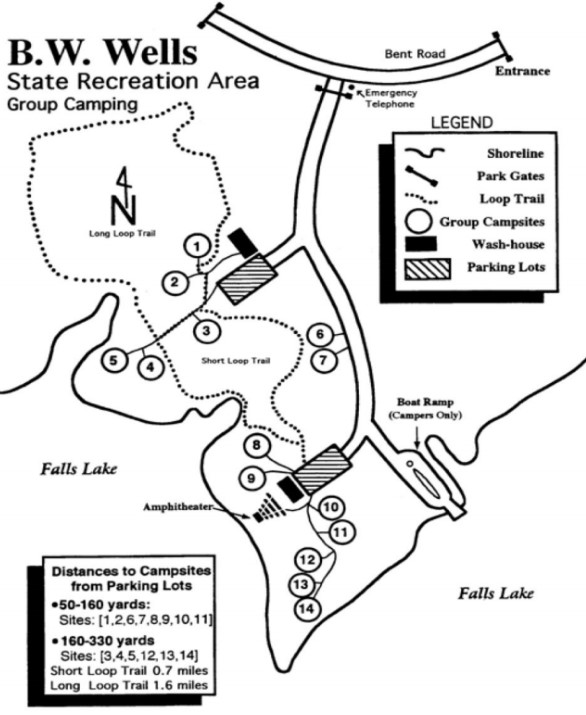 B.W. Wells
State Recreation Area
Group Camping
Bent Road
Entrance
Emergency
Telephone
LEGEND
Shoreline
Park Gates
Loop Trail
Group Campsites
Wash-house
Parking Lots
N
Long Loop Trail
1
2
3
4
5
Short Loop Trail
6
7
Boat Ramp
(Campers Only)
8
9
Amphitheater
10
11
12
13
14
Falls Lake
Falls Lake
Distances to Campsites
from Parking Lots
•50-160 yards:
Sites: [1,2,6,7,8,9,10,11]
•160-330 yards
Sites: [3,4,5,12,13,14]
Short Loop Trail 0.7 miles
Long Loop Trail 1.6 miles